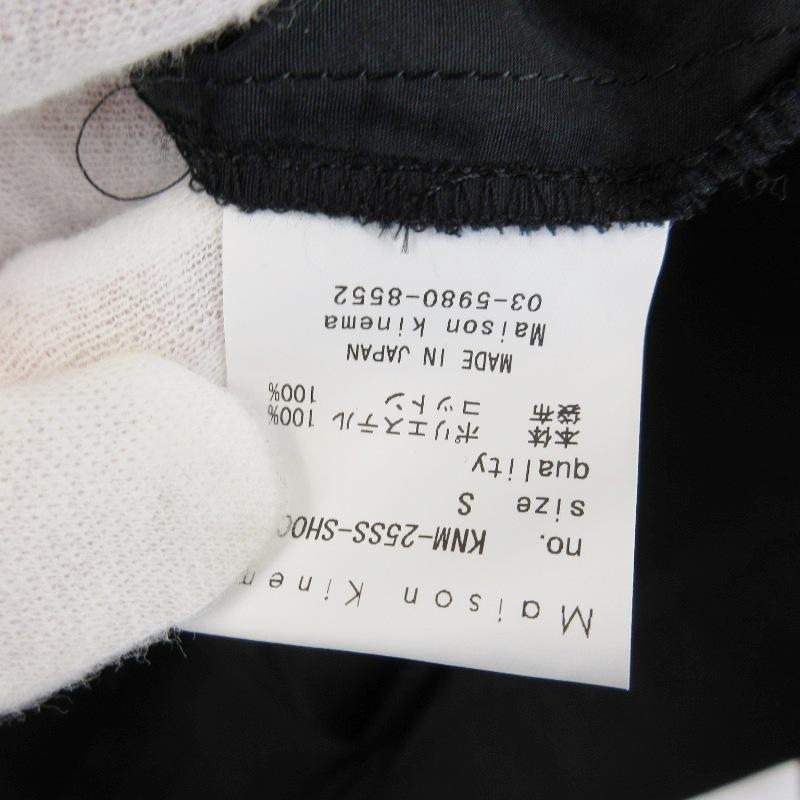 Maison Kinem
no. KNM-25SS-SHO
size S
quality
本体 ポリエステル 100%
袋布 コットン 100%
MADE IN JAPAN
Maison kinema
03-5980-8552